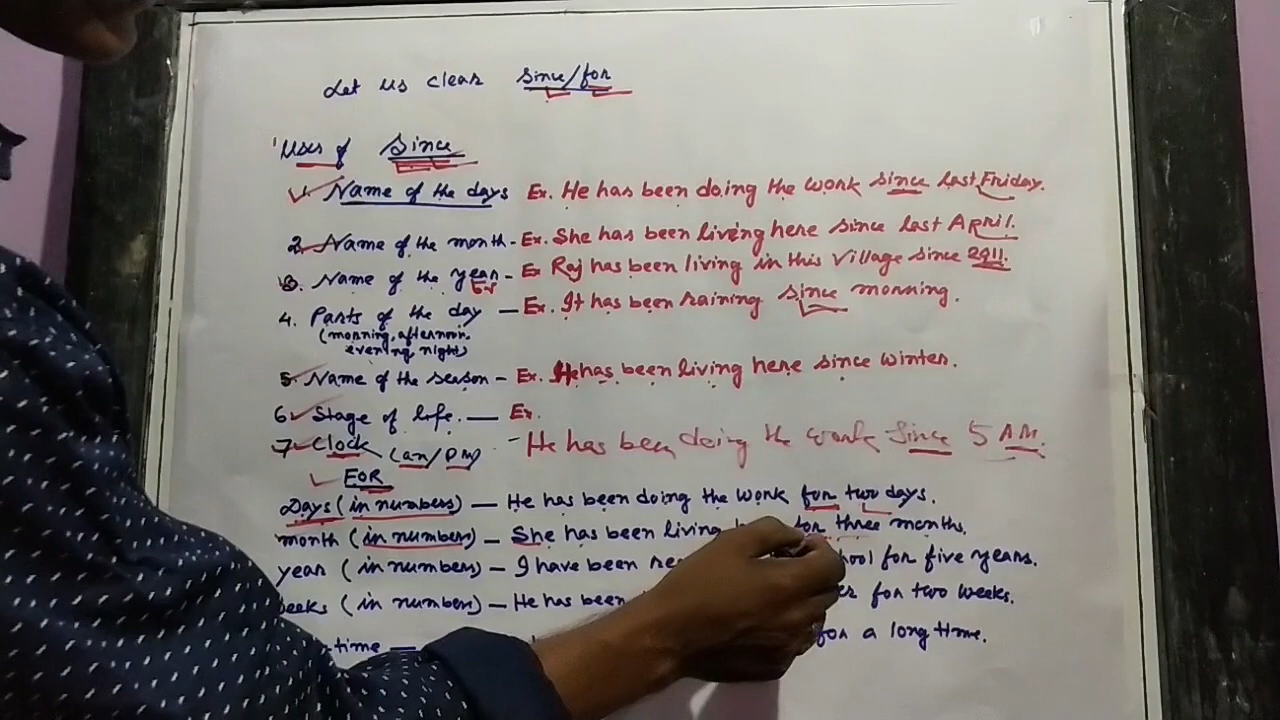 Let us clear Since/for
Uses of Since
1. Name of the days Ex. He has been doing the work since last Friday.
2. Name of the month - Ex. She has been living here since last April.
3. Name of the year - Ex Raj has been living in this village since 2011.
4. Parts of the day — Ex. It has been raining since morning.
(morning, afternoon,
evening, night)
5. Name of the season - Ex. He has been living here since winter.
6. Stage of life. — Ex.
7. Clock (am/PM) - He has been doing the work since 5 AM.
FOR
Days (in numbers) — He has been doing the work for two days.
month (in numbers) — She has been living for three months.
year (in numbers) — I have been for five years.
(in numbers) — He has been for two weeks.
time — for a long time.